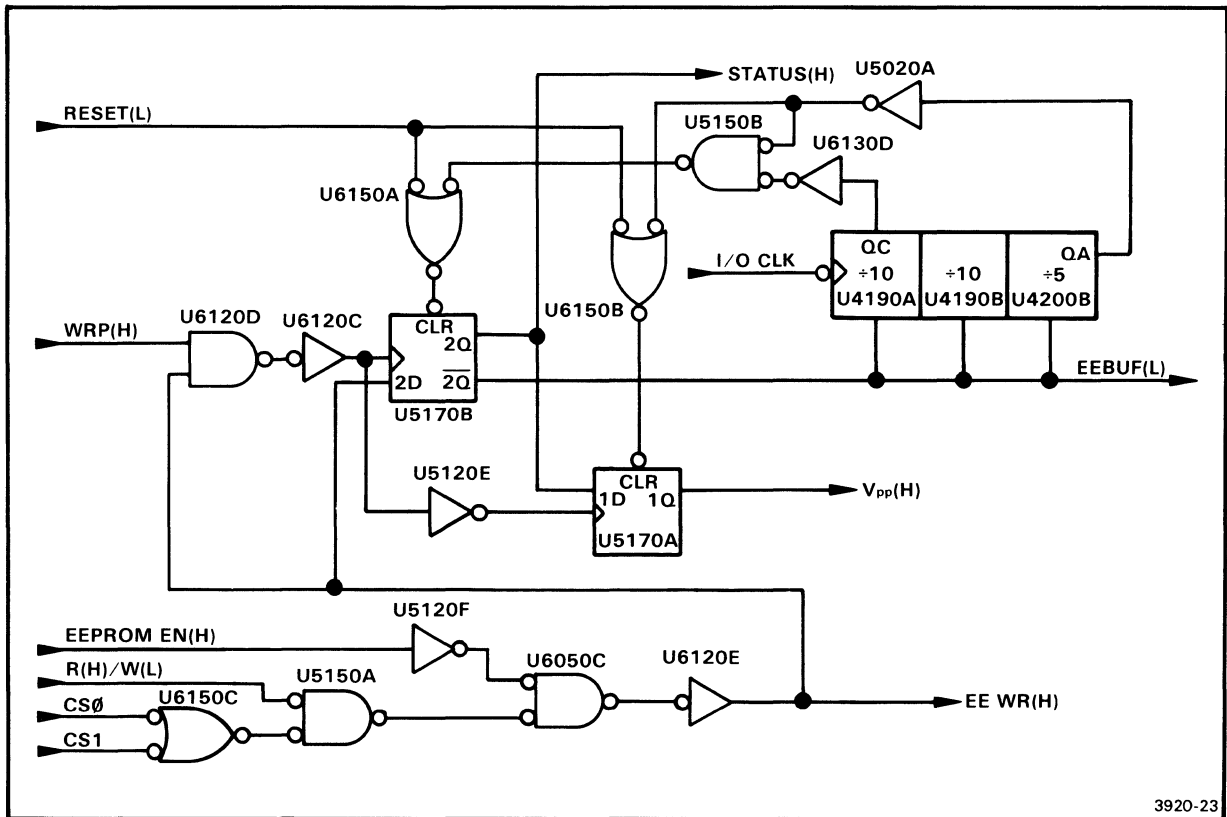 STATUS(H)
U5020A
RESET(L)
U5150B
U6130D
U6150A
I/O CLK
QC
÷10
U4190A
÷10
U4190B
QA
÷5
U4200B
U6150B
WRP(H)
U6120D
U6120C
CLR
2Q
2D
2Q
U5170B
EEBUF(L)
U5120E
CLR
1D
1Q
U5170A
Vpp(H)
U5120F
EEPROM EN(H)
R(H)/W(L)
U5150A
U6050C
U6120E
U6150C
CSØ
CS1
EE WR(H)
3920-23